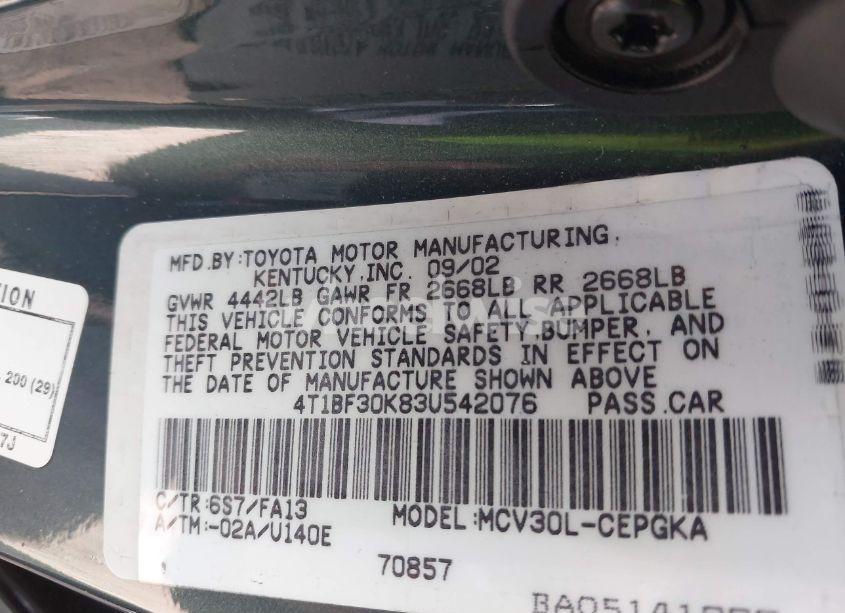 MFD.BY:TOYOTA MOTOR MANUFACTURING,
KENTUCKY,INC. 09/02
GVWR 4442LB GAWR FR 2668LB RR 2668LB
THIS VEHICLE CONFORMS TO ALL APPLICABLE
FEDERAL MOTOR VEHICLE SAFETY,BUMPER, AND
THEFT PREVENTION STANDARDS IN EFFECT ON
THE DATE OF MANUFACTURE SHOWN ABOVE
4T1BF30K83U542076 PASS.CAR
C/TR:6S7/FA13
A/TM:-02A/U140E
MODEL:MCV30L-CEPGKA
70857
200 (29)